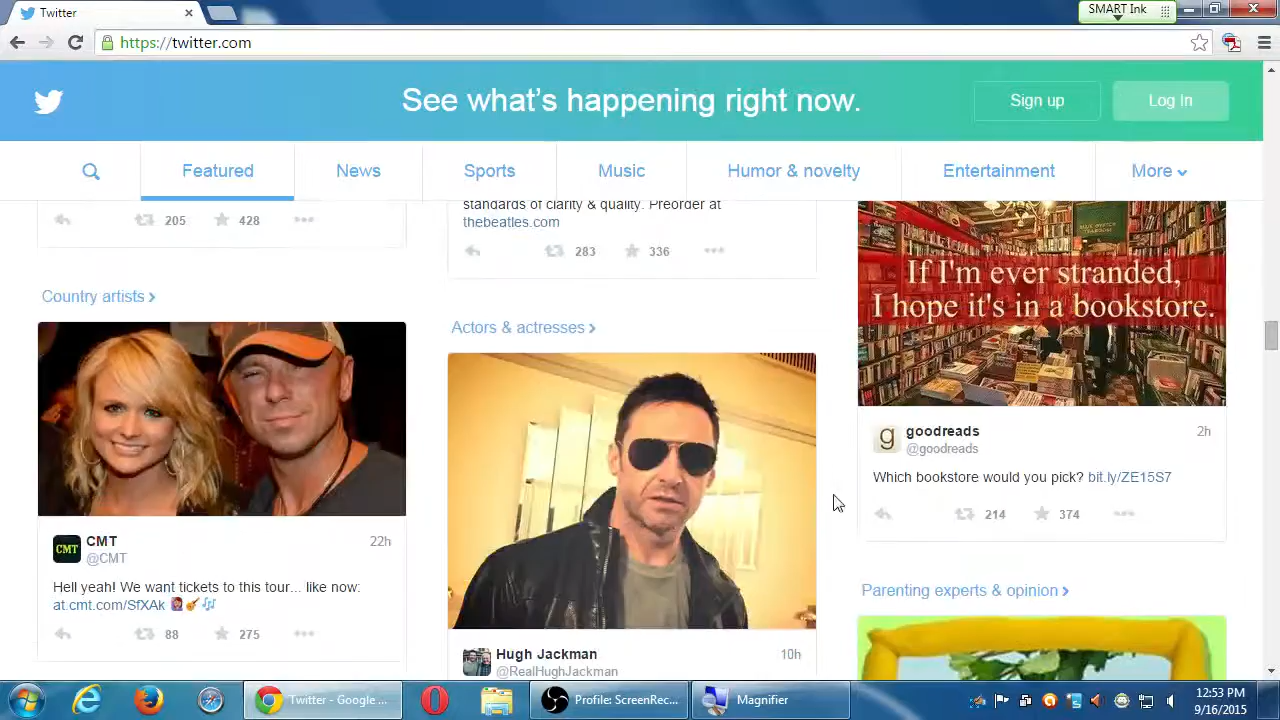 Twitter
SMART Ink
https://twitter.com
See what's happening right now.
Sign up
Log In
Featured
News
Sports
Music
Humor & novelty
Entertainment
More
205
428
standards of clarity & quality. Preorder at
thebeatles.com
283
336
Country artists
CMT
CMT
22h
@CMT
Hell yeah! We want tickets to this tour... like now:
at.cmt.com/SfXAk
88
275
Actors & actresses
Hugh Jackman
10h
@RealHughJackman
If I'm ever stranded,
I hope it's in a bookstore.
g
goodreads
2h
@goodreads
Which bookstore would you pick? bit.ly/ZE15S7
214
374
Parenting experts & opinion
Twitter - Google ...
Profile: ScreenRec...
Magnifier
12:53 PM
9/16/2015